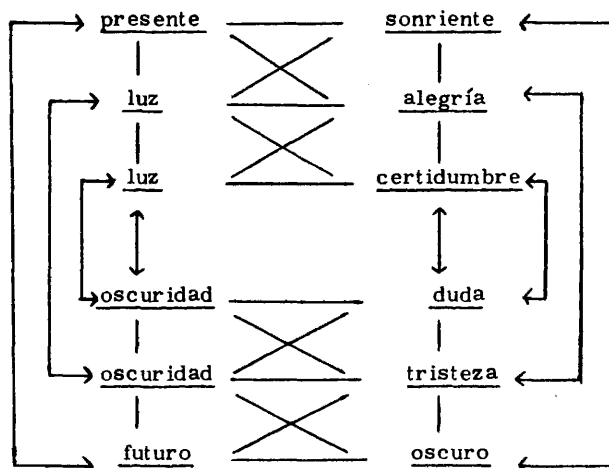 presente sonriente
luz alegría
luz certidumbre
oscuridad duda
oscuridad tristeza
futuro oscuro